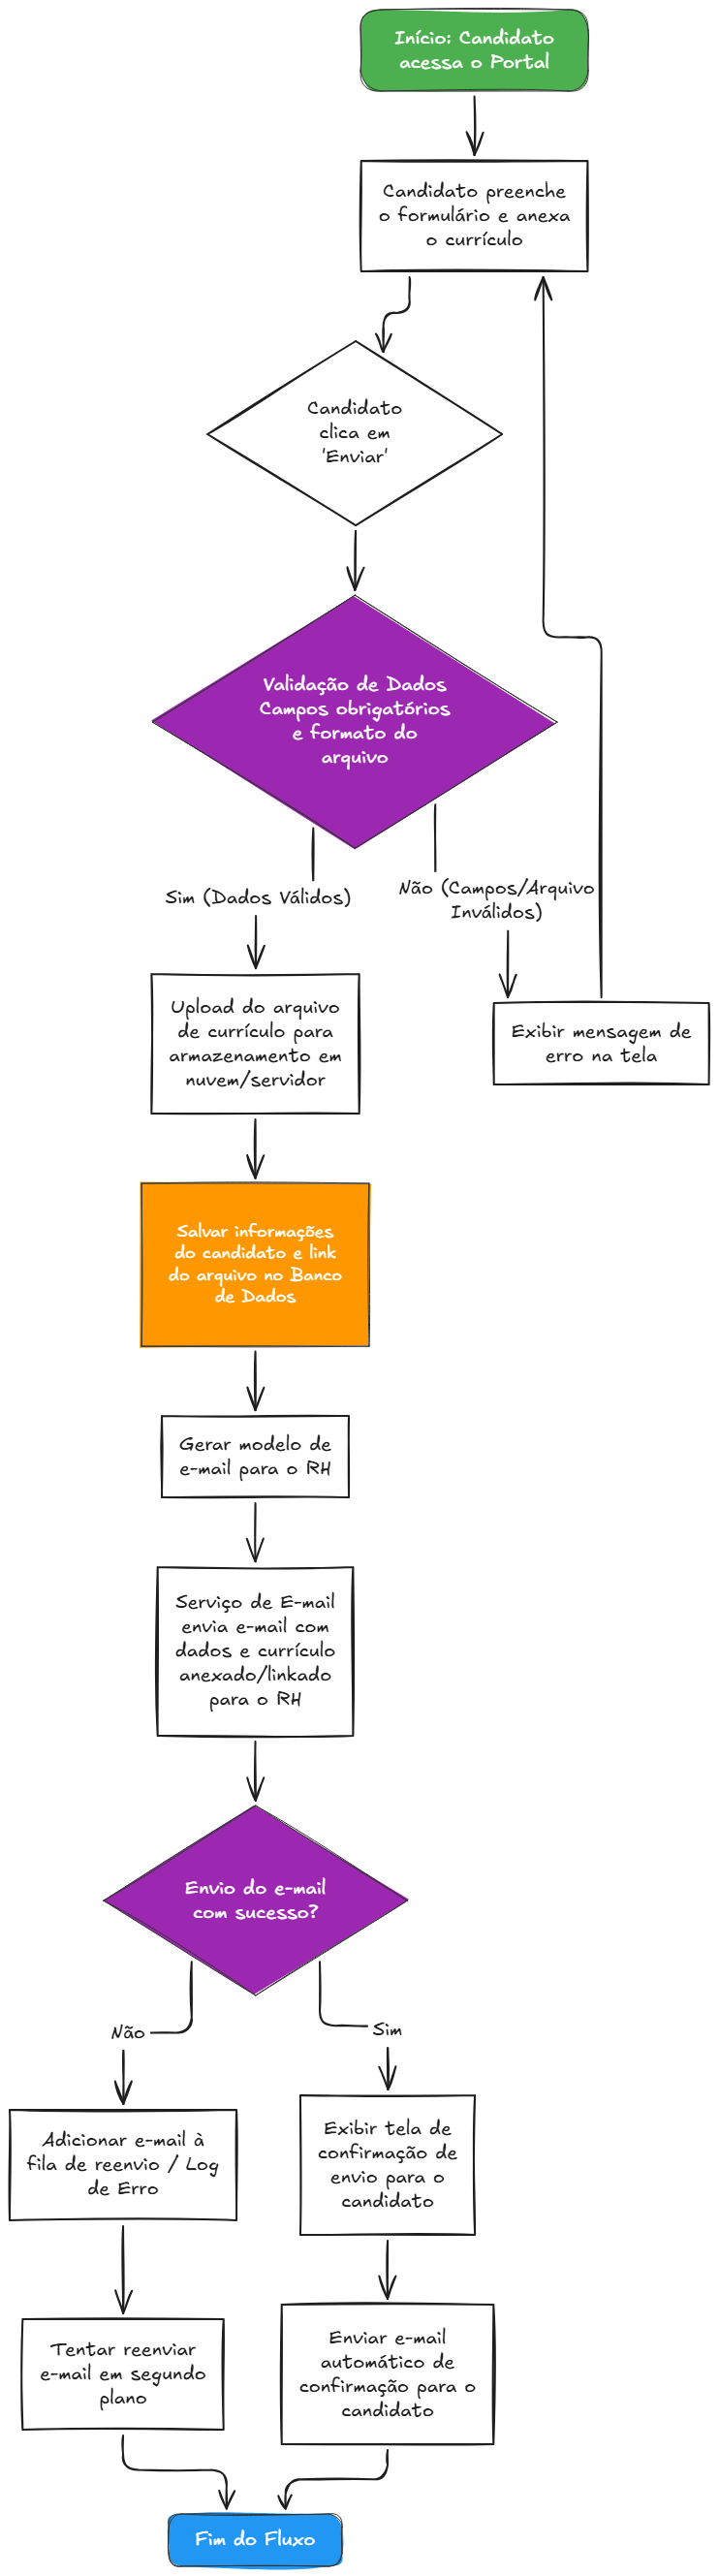 Início: Candidato
acessa o Portal
Candidato preenche
o formulário e anexa
o currículo
Candidato
clica em
'Enviar'
Validação de Dados
Campos obrigatórios
e formato do
arquivo
Sim (Dados Válidos)
Não (Campos/Arquivo
Inválidos)
Upload do arquivo
de currículo para
armazenamento em
nuvem/servidor
Exibir mensagem de
erro na tela
Salvar informações
do candidato e link
do arquivo no Banco
de Dados
Gerar modelo de
e-mail para o RH
Serviço de E-mail
envia e-mail com
dados e currículo
anexado/linkado
para o RH
Envio do e-mail
com sucesso?
Não
Sim
Adicionar e-mail à
fila de reenvio / Log
de Erro
Exibir tela de
confirmação de
envio para o
candidato
Tentar reenviar
e-mail em segundo
plano
Enviar e-mail
automático de
confirmação para o
candidato
Fim do Fluxo